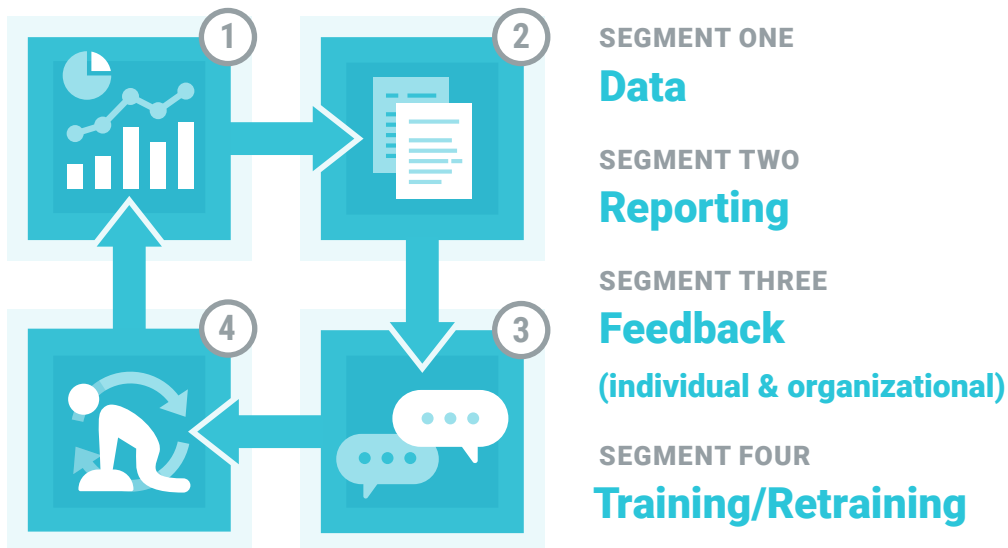 1
2
SEGMENT ONE
Data
SEGMENT TWO
Reporting
SEGMENT THREE
Feedback
(individual & organizational)
4
3
SEGMENT FOUR
Training/Retraining